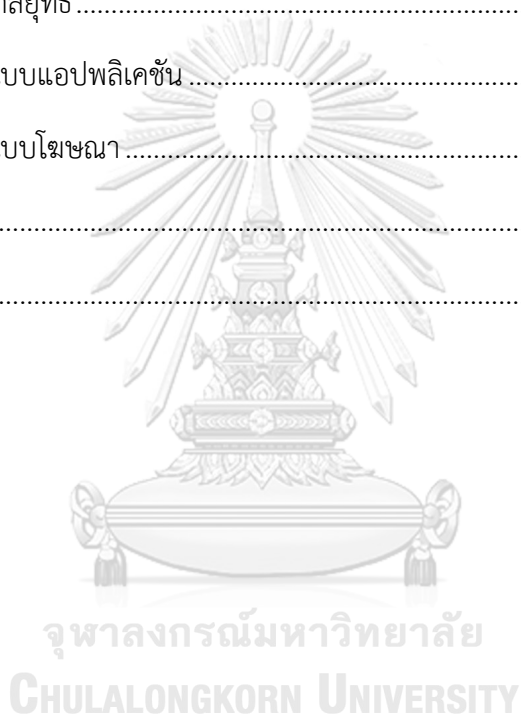 าลยุทธ์........................................................................
บบแอปพลิเคชัน........................................................
บบโฆษณา................................................................
....................................................................................
....................................................................................
จุฬาลงกรณ์มหาวิทยาลัย
CHULALONGKORN UNIVERSITY